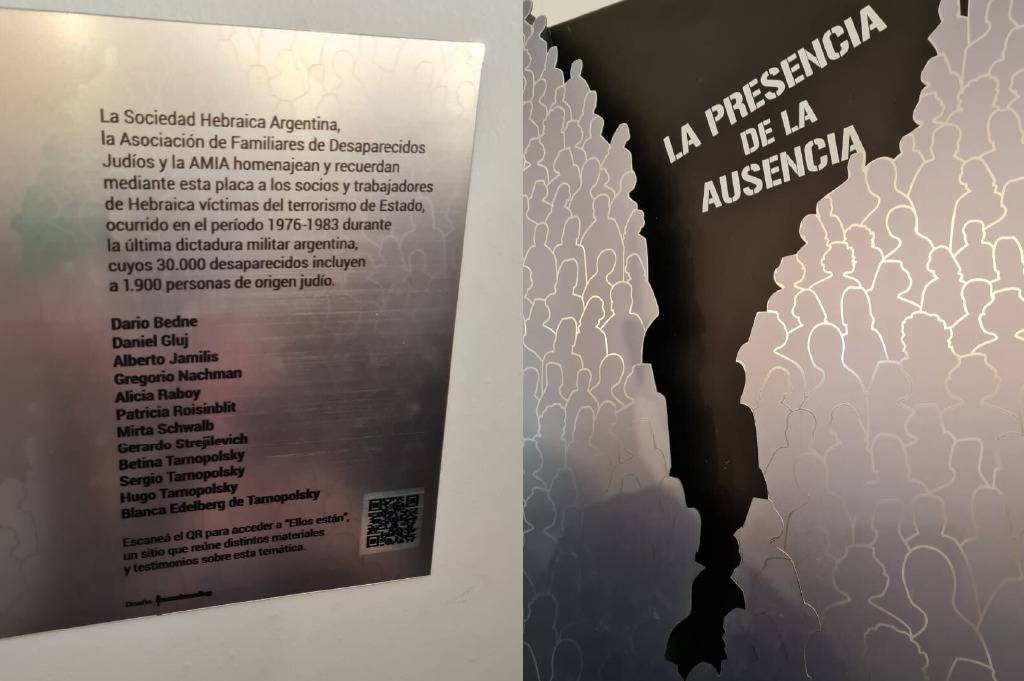 La Sociedad Hebraica Argentina,
la Asociación de Familiares de Desaparecidos
Judíos y la AMIA homenajean y recuerdan
mediante esta placa a los socios y trabajadores
de Hebraica víctimas del terrorismo de Estado,
ocurrido en el período 1976-1983 durante
la última dictadura militar argentina,
cuyos 30.000 desaparecidos incluyen
a 1.900 personas de origen judío.
Dario Bedne
Daniel Gluj
Alberto Jamilis
Gregorio Nachman
Alicia Raboy
Patricia Roisinblit
Mirta Schwalb
Gerardo Strejilevich
Betina Tarnopolsky
Sergio Tarnopolsky
Hugo Tarnopolsky
Blanca Edelberg de Tarnopolsky
Escaneá el QR para acceder a "Ellos están",
un sitio que reúne distintos materiales
y testimonios sobre esta temática.
Diseño
LA PRESENCIA
DE LA
AUSENCIA